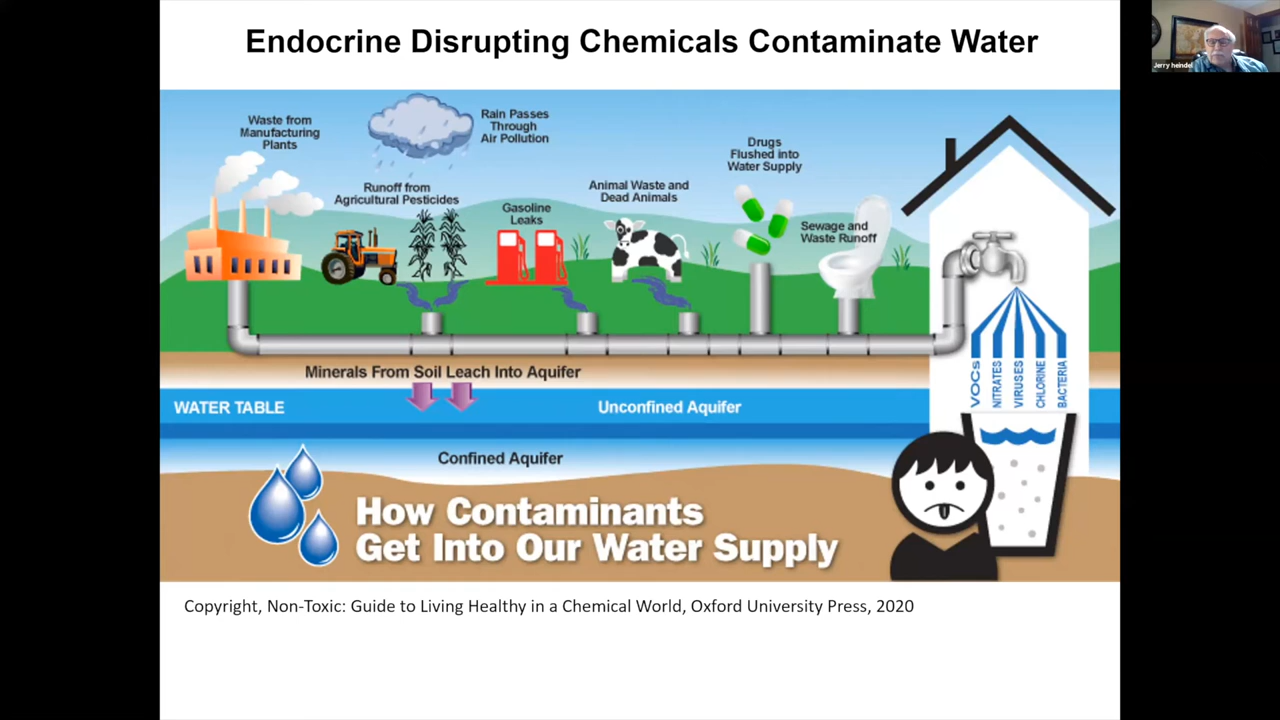 Endocrine Disrupting Chemicals Contaminate Water
Jerry heindel
Waste from
Manufacturing
Plants
Rain Passes
Through
Air Pollution
Runoff from
Agricultural Pesticides
Gasoline
Leaks
Animal Waste and
Dead Animals
Drugs
Flushed into
Water Supply
Sewage and
Waste Runoff
VOCs
NITRATES
VIRUSES
CHLORINE
BACTERIA
Minerals From Soil Leach Into Aquifer
WATER TABLE
Unconfined Aquifer
Confined Aquifer
How Contaminants
Get Into Our Water Supply
Copyright, Non-Toxic: Guide to Living Healthy in a Chemical World, Oxford University Press, 2020